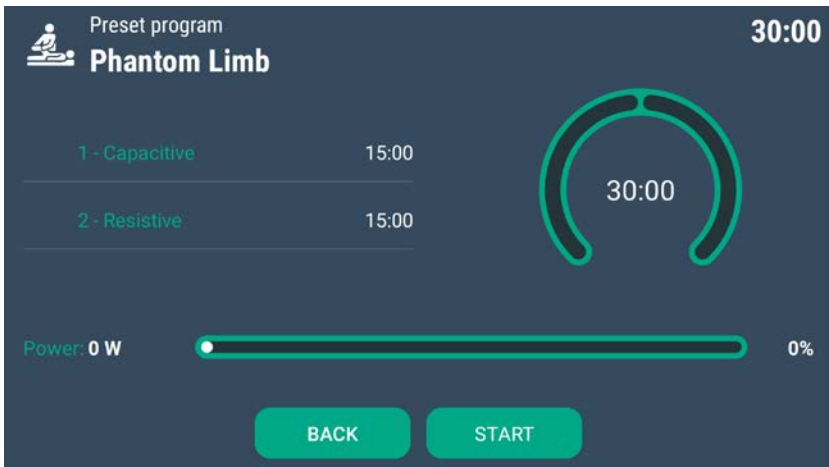 Preset program
Phantom Limb
30:00
1 - Capacitive 15:00
2 - Resistive 15:00
30:00
Power: 0 W 0%
BACK START